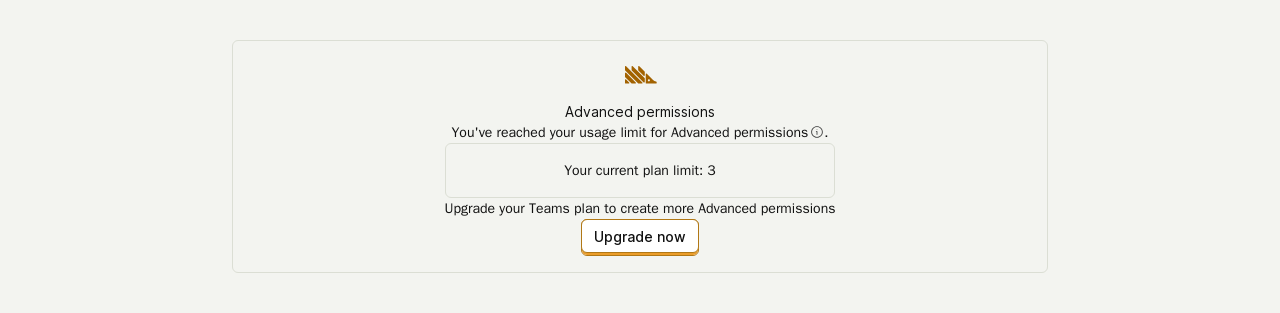 Advanced permissions
You've reached your usage limit for Advanced permissions.
Your current plan limit: 3
Upgrade your Teams plan to create more Advanced permissions
Upgrade now